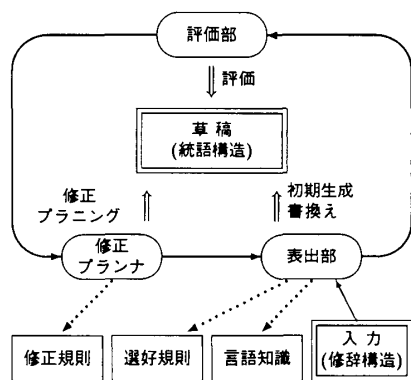 評価部
評価
草稿
(統語構造)
修正
プラニング
初期生成
書換え
修正
プランナ
表出部
修正規則
選好規則
言語知識
入力
(修辞構造)